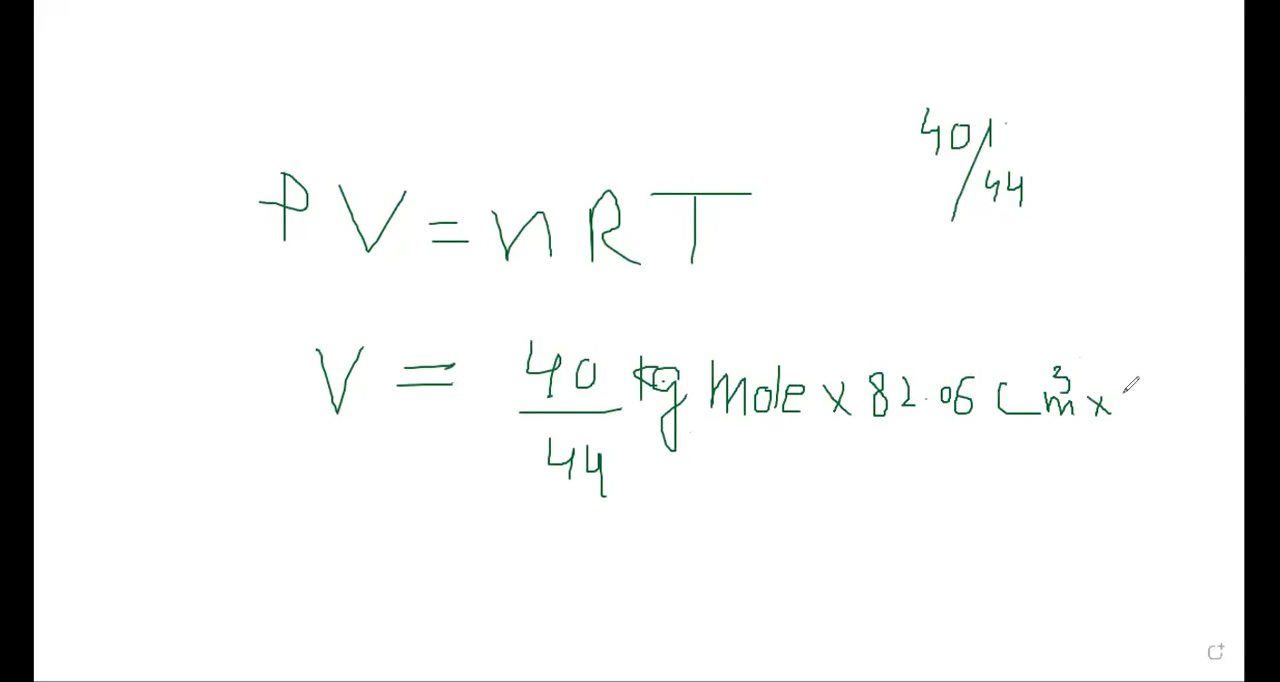 40/44
PV = nRT
V = 40/44 kg mole x 82.06 Cm³ x